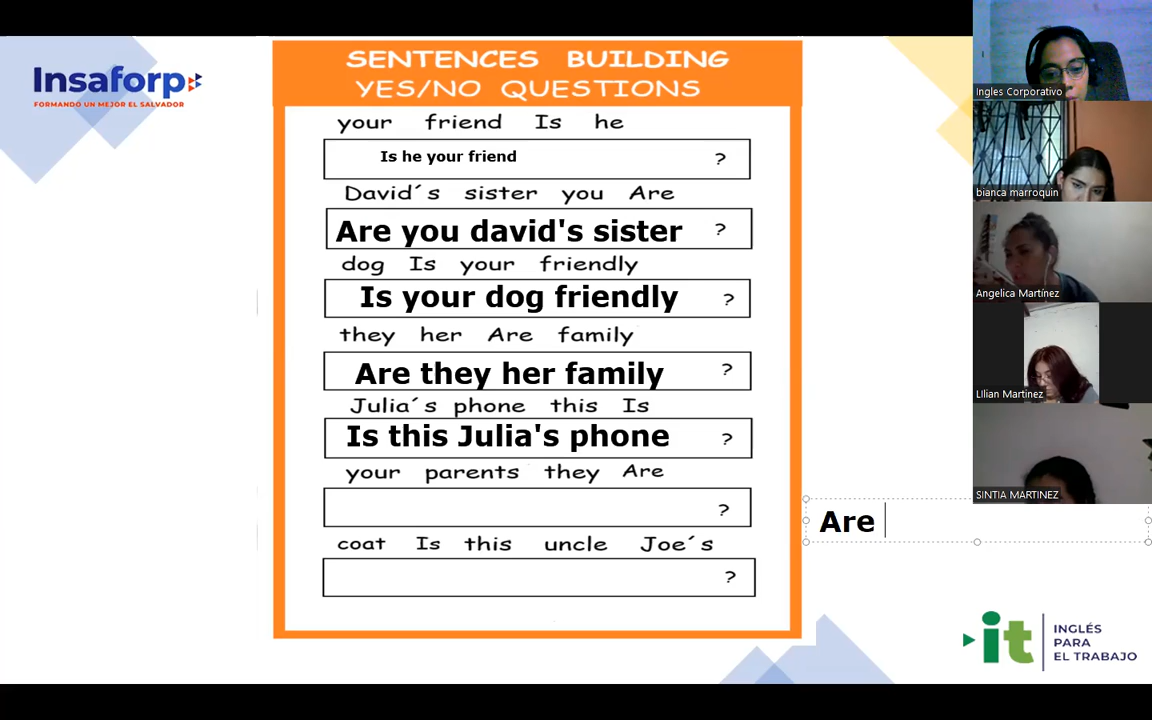 Insaforp
FORMANDO UN MEJOR EL SALVADOR
SENTENCES BUILDING
YES/NO QUESTIONS
your friend Is he
Is he your friend ?
David´s sister you Are
Are you david's sister ?
dog Is your friendly
Is your dog friendly ?
they her Are family
Are they her family ?
Julia´s phone this Is
Is this Julia's phone ?
your parents they Are
?
coat Is this uncle Joe´s
?
Are
Ingles Corporativo
bianca marroquin
Angelica Martínez
LIlian Martinez
SINTIA MARTINEZ
it
INGLÉS
PARA
EL TRABAJO